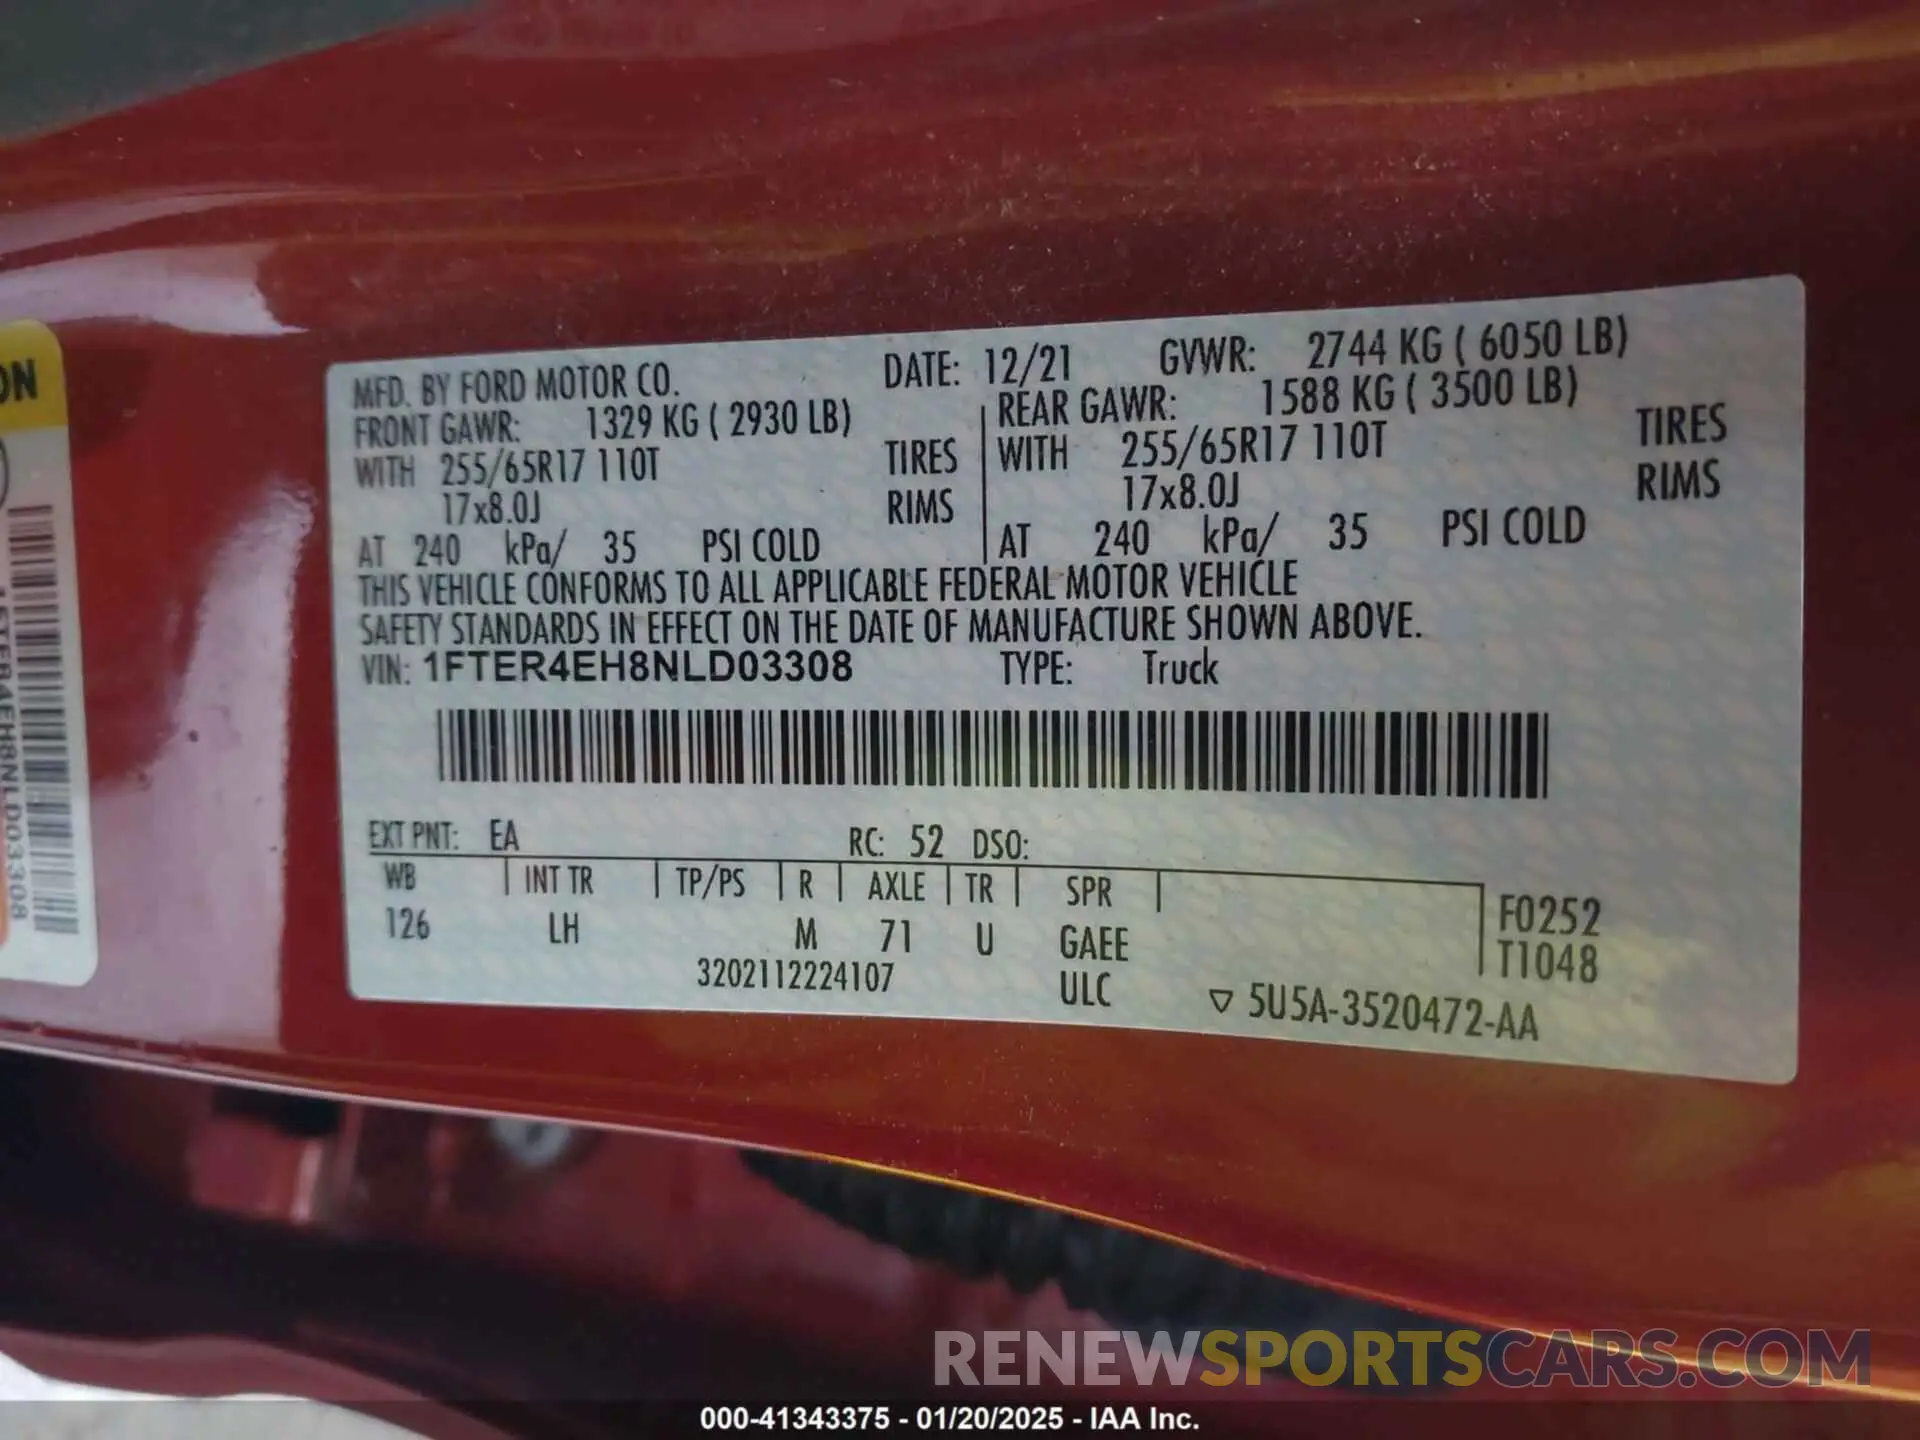 MFD. BY FORD MOTOR CO. DATE: 12/21 GVWR: 2744 KG ( 6050 LB)
FRONT GAWR: 1329 KG ( 2930 LB) REAR GAWR: 1588 KG ( 3500 LB)
WITH 255/65R17 110T TIRES WITH 255/65R17 110T TIRES
17x8.0J RIMS 17x8.0J RIMS
AT 240 kPa/ 35 PSI COLD AT 240 kPa/ 35 PSI COLD
THIS VEHICLE CONFORMS TO ALL APPLICABLE FEDERAL MOTOR VEHICLE
SAFETY STANDARDS IN EFFECT ON THE DATE OF MANUFACTURE SHOWN ABOVE.
VIN: 1FTER4EH8NLD03308 TYPE: Truck
EXT PNT: EA RC: 52 DSO:
WB INT TR TP/PS R AXLE TR SPR
126 LH M 71 U GAEE
F0252
T1048
3202112224107 ULC ▽ 5U5A-3520472-AA
ON
1FTER4EH8NLD03308
RENEWSPORTSCARS.COM
000-41343375 - 01/20/2025 - IAA Inc.